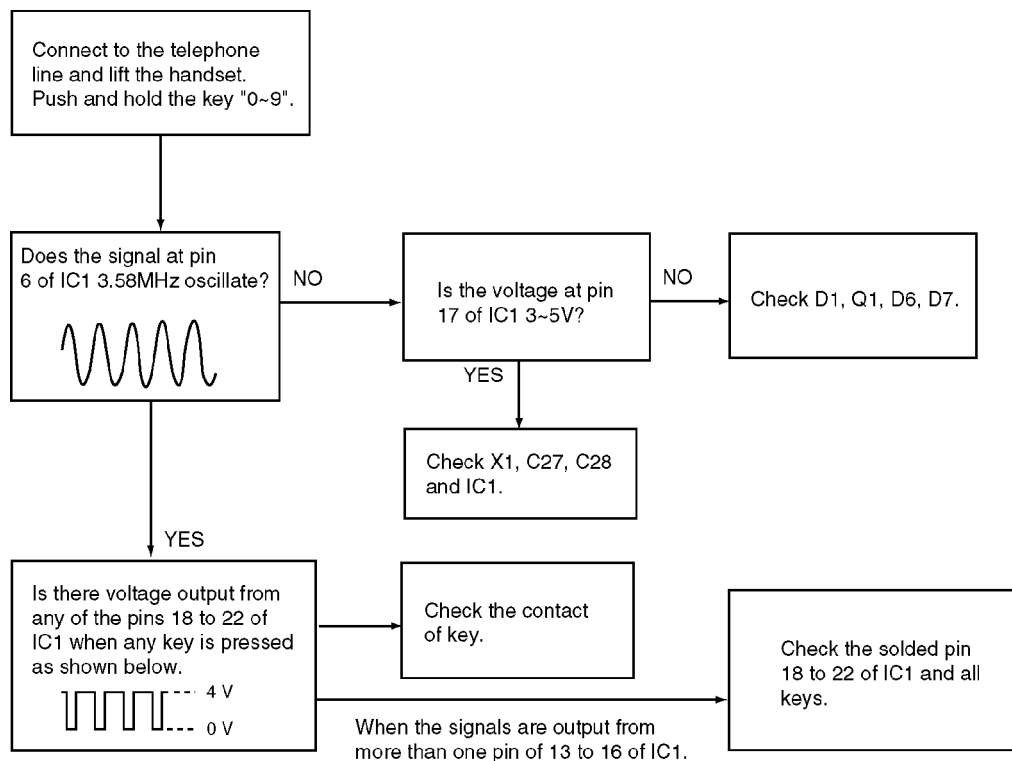 Connect to the telephone
line and lift the handset.
Push and hold the key "0~9".
Does the signal at pin
6 of IC1 3.58MHz oscillate?
NO
Is the voltage at pin
17 of IC1 3~5V?
NO
Check D1, Q1, D6, D7.
YES
Check X1, C27, C28
and IC1.
YES
Is there voltage output from
any of the pins 18 to 22 of
IC1 when any key is pressed
as shown below.
4 V
0 V
Check the contact
of key.
When the signals are output from
more than one pin of 13 to 16 of IC1.
Check the solded pin
18 to 22 of IC1 and all
keys.